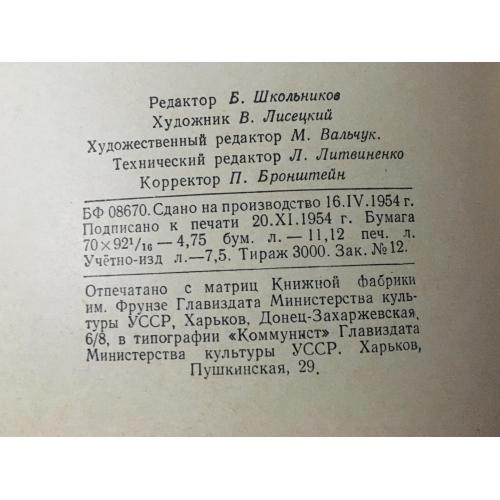 Редактор Б. Школьников
Художник В. Лисецкий
Художественный редактор М. Вальчук.
Технический редактор Л. Литвиненко
Корректор П. Бронштейн
БФ 08670. Сдано на производство 16.IV.1954 г.
Подписано к печати 20.XI.1954 г. Бумага
70×92¹/₁₆ — 4,75 бум. л. — 11,12 печ. л.
Учётно-изд л.—7,5. Тираж 3000. Зак. № 12.
Отпечатано с матриц Книжной Фабрики
им. Фрунзе Главиздата Министерства куль-
туры УССР, Харьков, Донец-Захаржевская,
6/8, в типографии «Коммунист» Главиздата
Министерства культуры УССР. Харьков,
Пушкинская, 29.